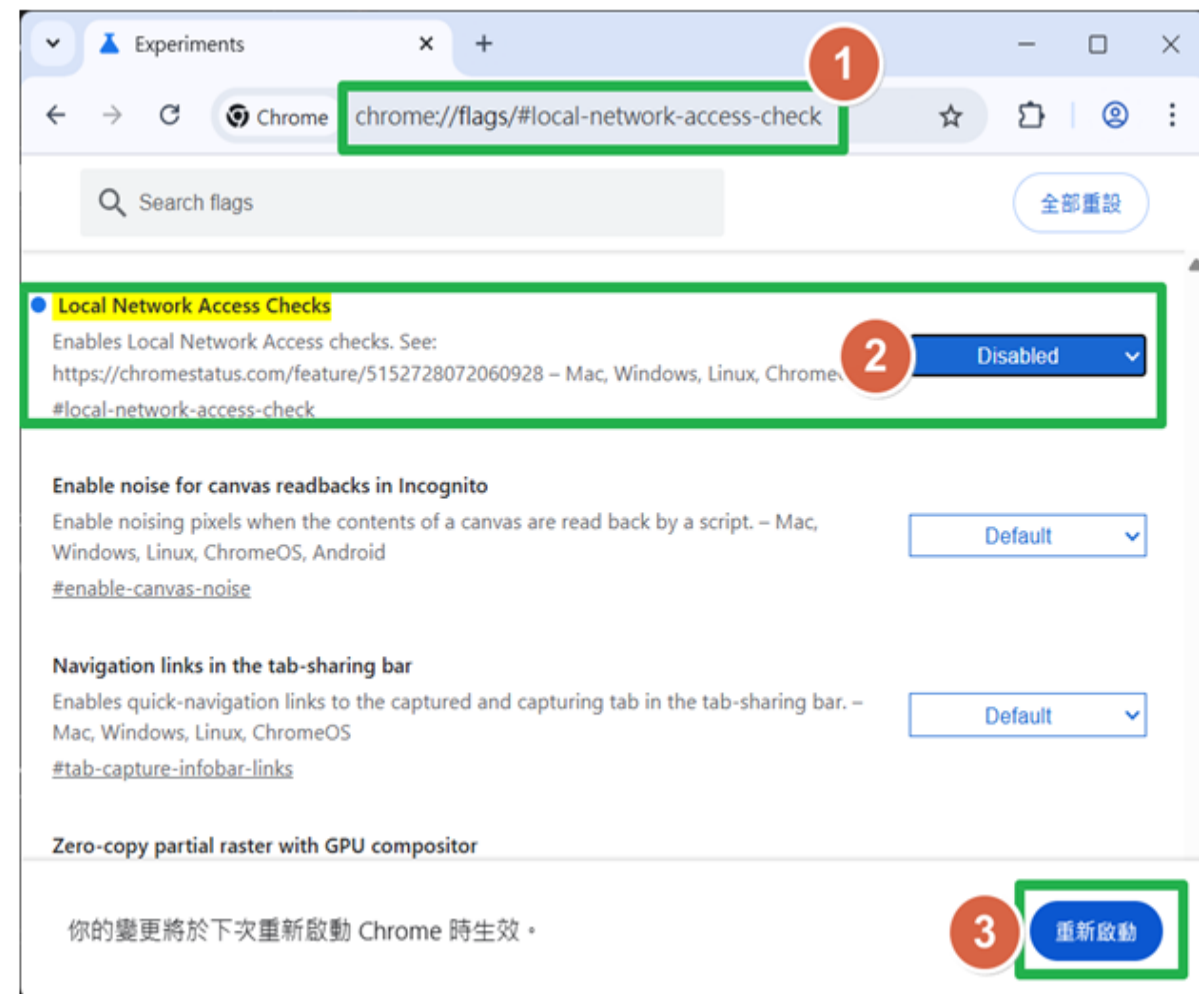 Experiments
1
Chrome chrome://flags/#local-network-access-check
Search flags
全部重設
Local Network Access Checks
Enables Local Network Access checks. See:
https://chromestatus.com/feature/5152728072060928 – Mac, Windows, Linux, Chrome
#local-network-access-check
2
Disabled
Enable noise for canvas readbacks in Incognito
Enable noising pixels when the contents of a canvas are read back by a script. – Mac,
Windows, Linux, ChromeOS, Android
#enable-canvas-noise
Default
Navigation links in the tab-sharing bar
Enables quick-navigation links to the captured and capturing tab in the tab-sharing bar. –
Mac, Windows, Linux, ChromeOS
#tab-capture-infobar-links
Default
Zero-copy partial raster with GPU compositor
你的變更將於下次重新啟動 Chrome 時生效。
3
重新啟動